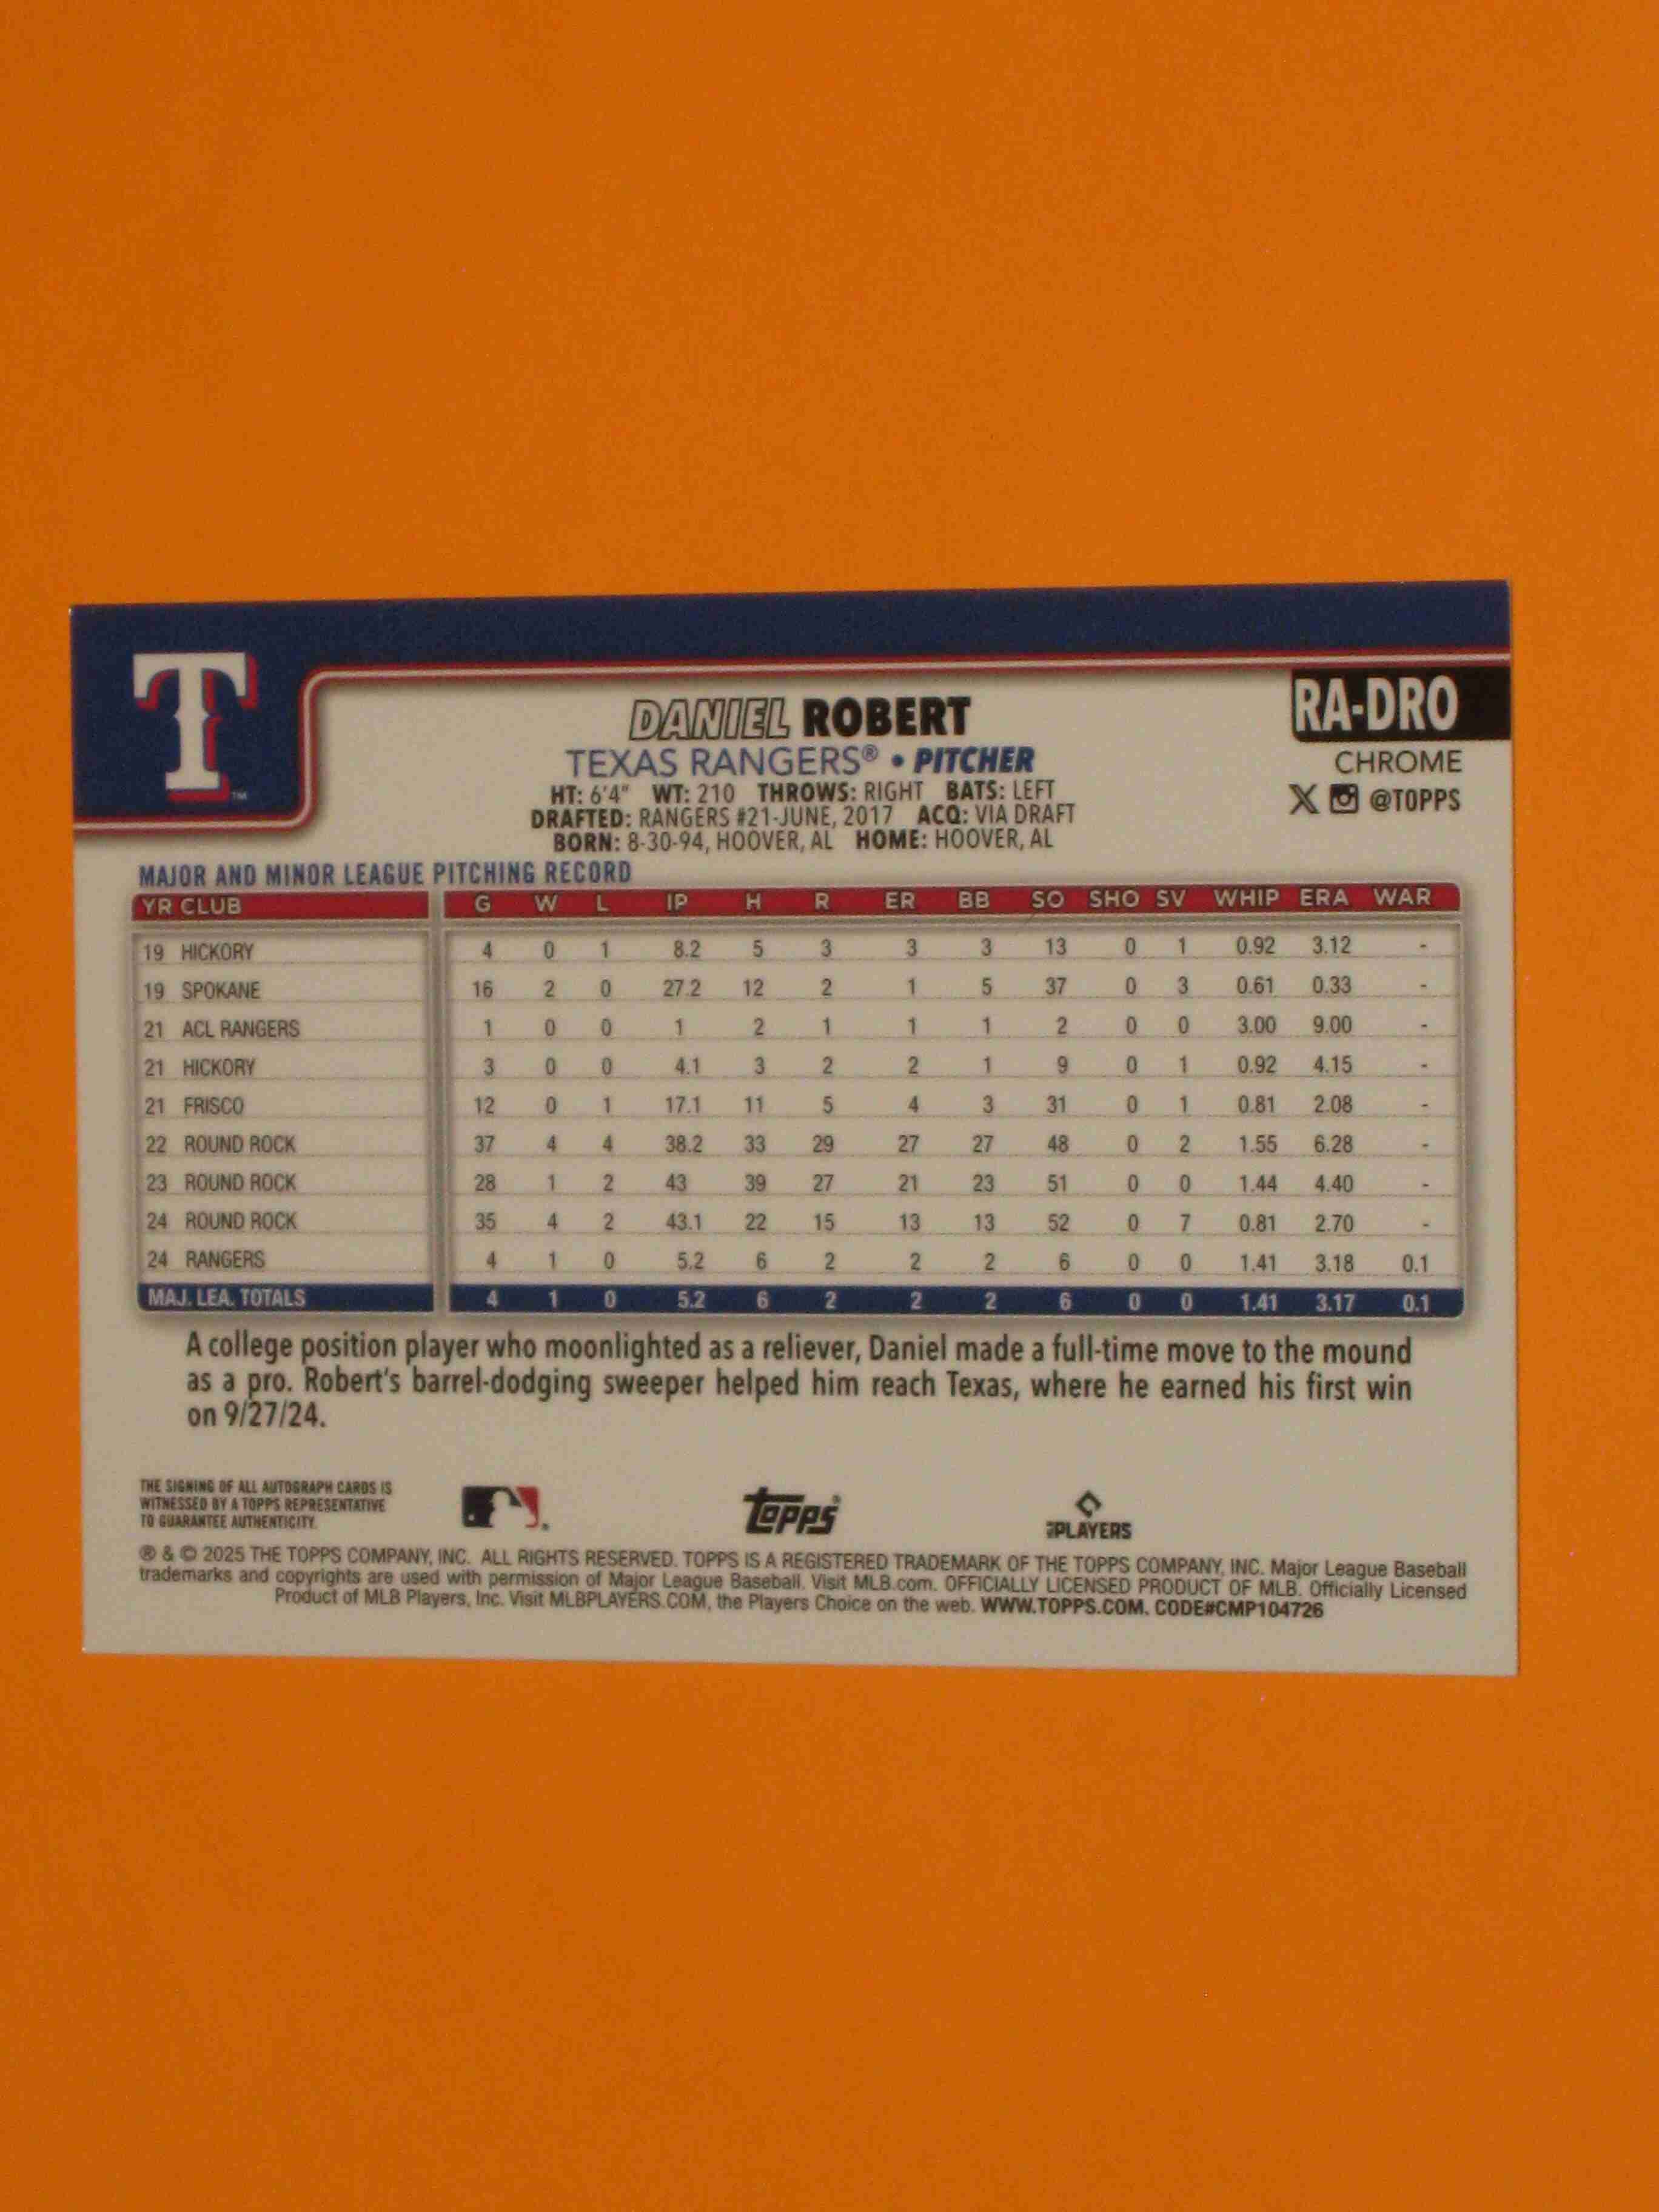 T
TM
DANIEL ROBERT
TEXAS RANGERS® • PITCHER
HT: 6'4" WT: 210 THROWS: RIGHT BATS: LEFT
DRAFTED: RANGERS #21-JUNE, 2017 ACQ: VIA DRAFT
BORN: 8-30-94, HOOVER, AL HOME: HOOVER, AL
RA-DRO
CHROME
X @TOPPS
MAJOR AND MINOR LEAGUE PITCHING RECORD
YR CLUB G W L IP H R ER BB SO SHO SV WHIP ERA WAR
19 HICKORY 4 0 1 8.2 5 3 3 3 13 0 1 0.92 3.12 -
19 SPOKANE 16 2 0 27.2 12 2 1 5 37 0 3 0.61 0.33 -
21 ACL RANGERS 1 0 0 1 2 1 1 1 2 0 0 3.00 9.00 -
21 HICKORY 3 0 0 4.1 3 2 2 1 9 0 1 0.92 4.15 -
21 FRISCO 12 0 1 17.1 11 5 4 3 31 0 1 0.81 2.08 -
22 ROUND ROCK 37 4 4 38.2 33 29 27 27 48 0 2 1.55 6.28 -
23 ROUND ROCK 28 1 2 43 39 27 21 23 51 0 0 1.44 4.40 -
24 ROUND ROCK 35 4 2 43.1 22 15 13 13 52 0 7 0.81 2.70 -
24 RANGERS 4 1 0 5.2 6 2 2 2 6 0 0 1.41 3.18 0.1
MAJ. LEA. TOTALS 4 1 0 5.2 6 2 2 2 6 0 0 1.41 3.17 0.1
A college position player who moonlighted as a reliever, Daniel made a full-time move to the mound
as a pro. Robert's barrel-dodging sweeper helped him reach Texas, where he earned his first win
on 9/27/24.
THE SIGNING OF ALL AUTOGRAPH CARDS IS
WITNESSED BY A TOPPS REPRESENTATIVE
TO GUARANTEE AUTHENTICITY.
topps
PLAYERS
® & © 2025 THE TOPPS COMPANY, INC. ALL RIGHTS RESERVED. TOPPS IS A REGISTERED TRADEMARK OF THE TOPPS COMPANY, INC. Major League Baseball
trademarks and copyrights are used with permission of Major League Baseball. Visit MLB.com. OFFICIALLY LICENSED PRODUCT OF MLB. Officially Licensed
Product of MLB Players, Inc. Visit MLBPLAYERS.COM, the Players Choice on the web. WWW.TOPPS.COM. CODE#CMP104726